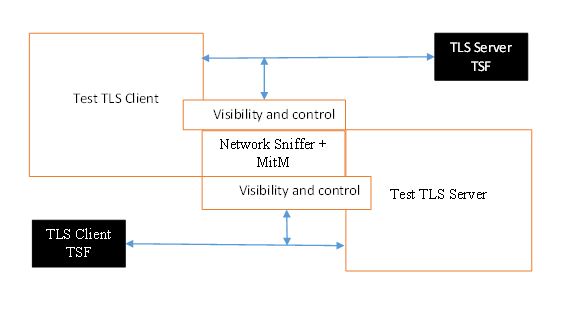 TLS Server
TSF
Test TLS Client
Visibility and control
Network Sniffer +
MitM
Visibility and control
Test TLS Server
TLS Client
TSF